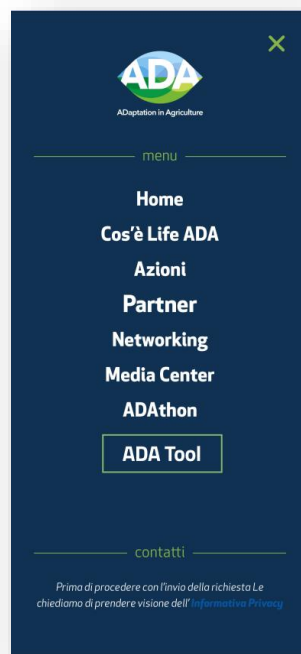 ADA
ADaptation in Agriculture
menu
Home
Cos'è Life ADA
Azioni
Partner
Networking
Media Center
ADAthon
ADA Tool
contatti
Prima di procedere con l'invio della richiesta Le
chiediamo di prendere visione dell' Informativa Privacy